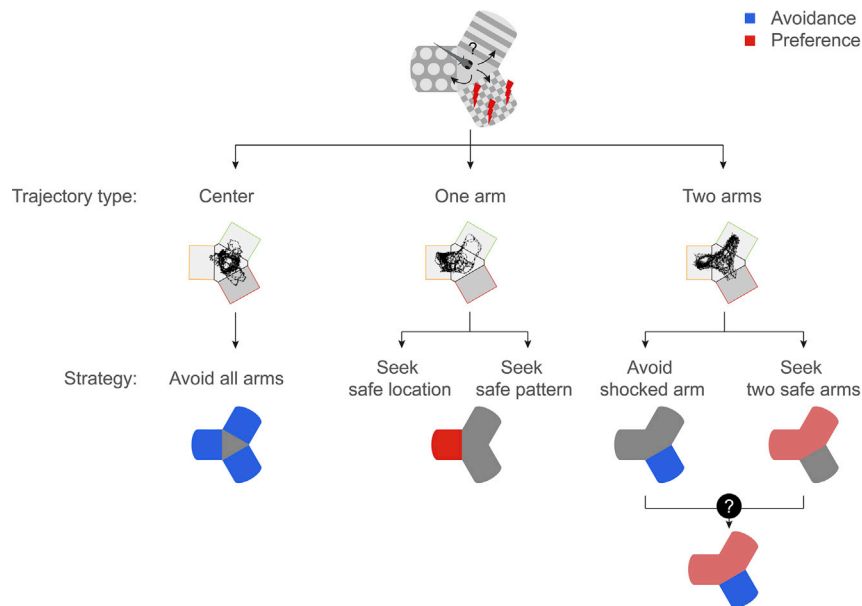 Avoidance
Preference
?
Trajectory type:
Center
One arm
Two arms
Strategy:
Avoid all arms
Seek
safe location
Seek
safe pattern
Avoid
shocked arm
Seek
two safe arms
?